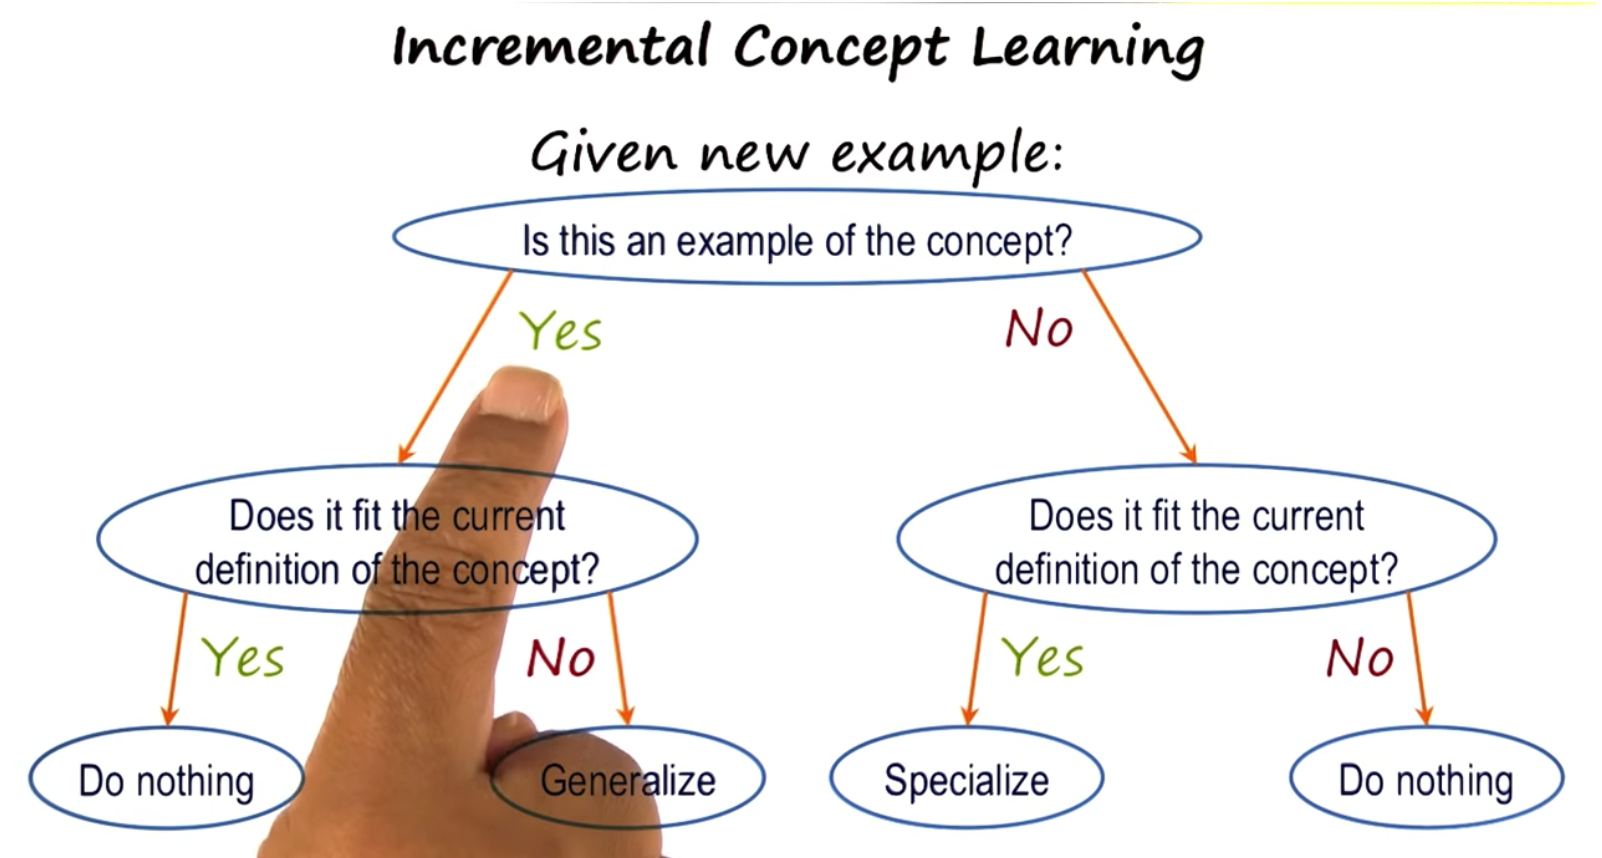 Incremental Concept Learning
Given new example:
Is this an example of the concept?
Yes
No
Does it fit the current
definition of the concept?
Does it fit the current
definition of the concept?
Yes
No
Yes
No
Do nothing
Generalize
Specialize
Do nothing